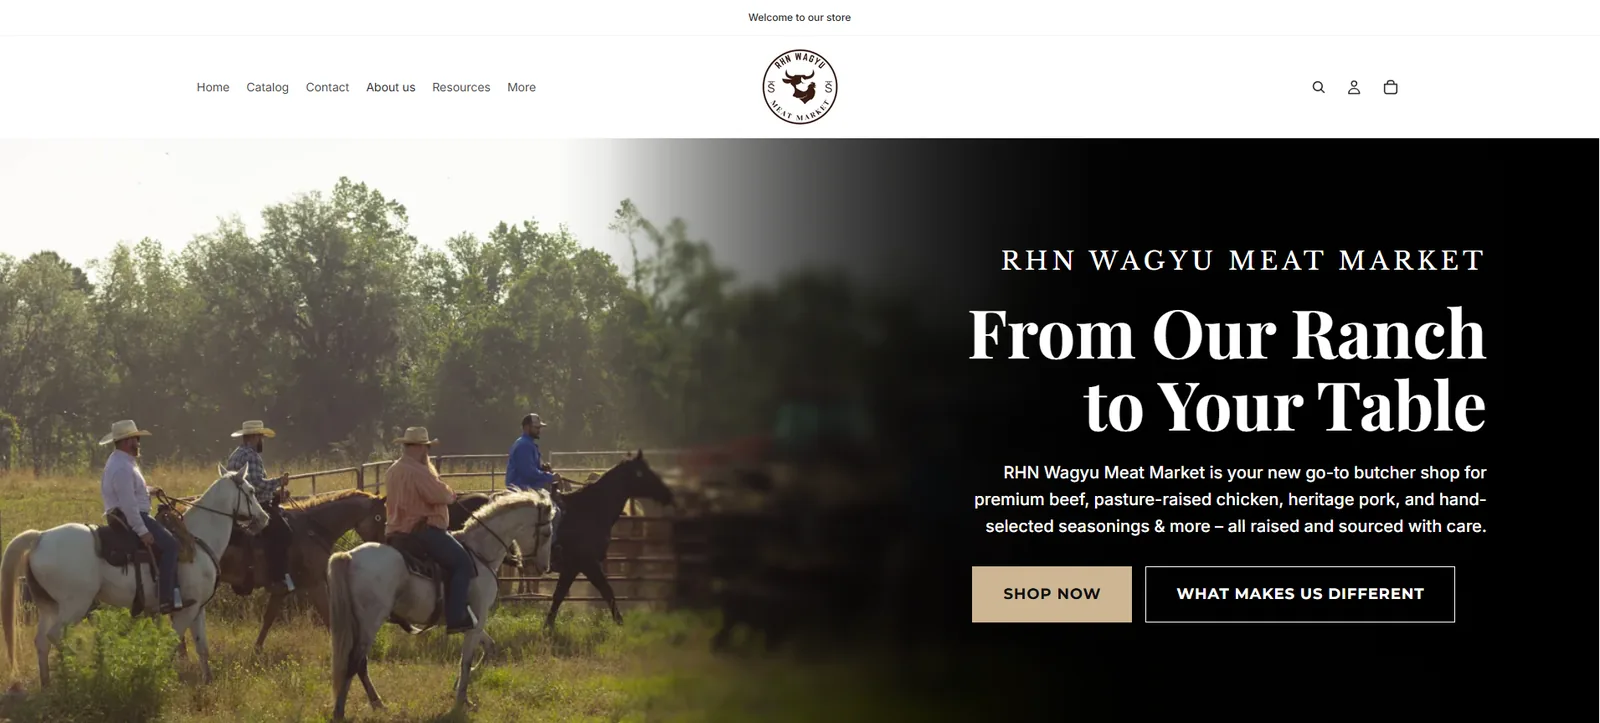 Welcome to our store
Home Catalog Contact About us Resources More
RHN WAGYU
S S
MEAT MARKET
RHN WAGYU MEAT MARKET
From Our Ranch
to Your Table
RHN Wagyu Meat Market is your new go-to butcher shop for
premium beef, pasture-raised chicken, heritage pork, and hand-
selected seasonings & more – all raised and sourced with care.
SHOP NOW WHAT MAKES US DIFFERENT